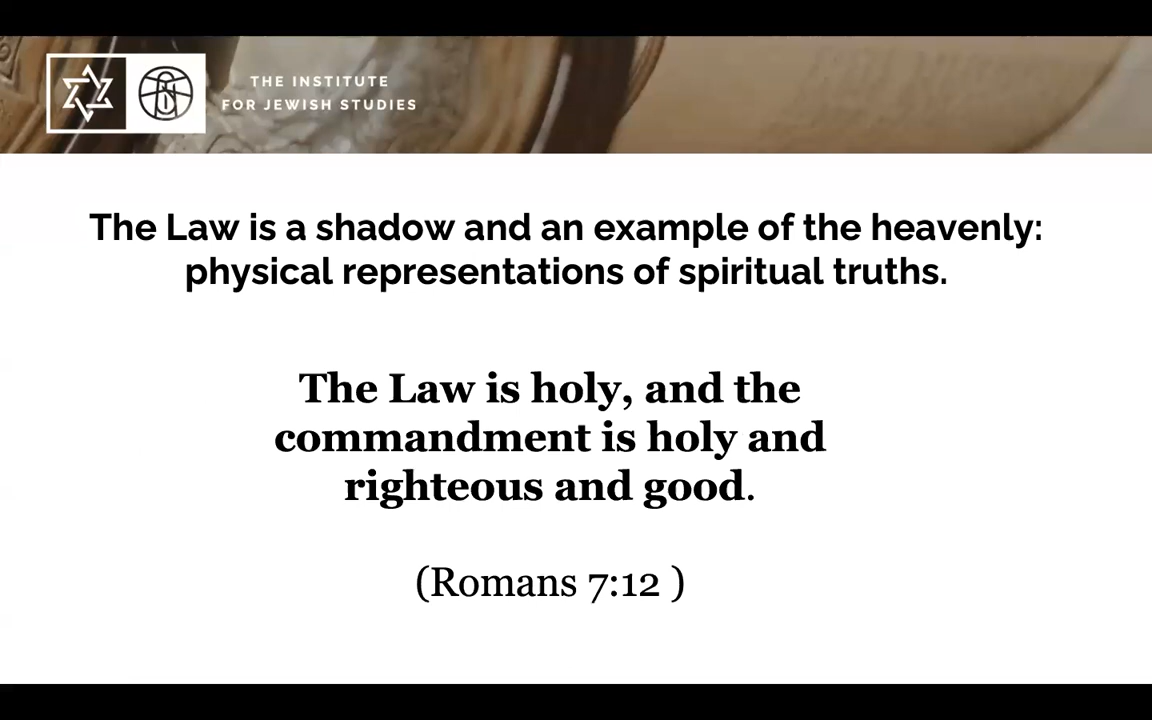 THE INSTITUTE
FOR JEWISH STUDIES
The Law is a shadow and an example of the heavenly:
physical representations of spiritual truths.
The Law is holy, and the
commandment is holy and
righteous and good.
(Romans 7:12 )